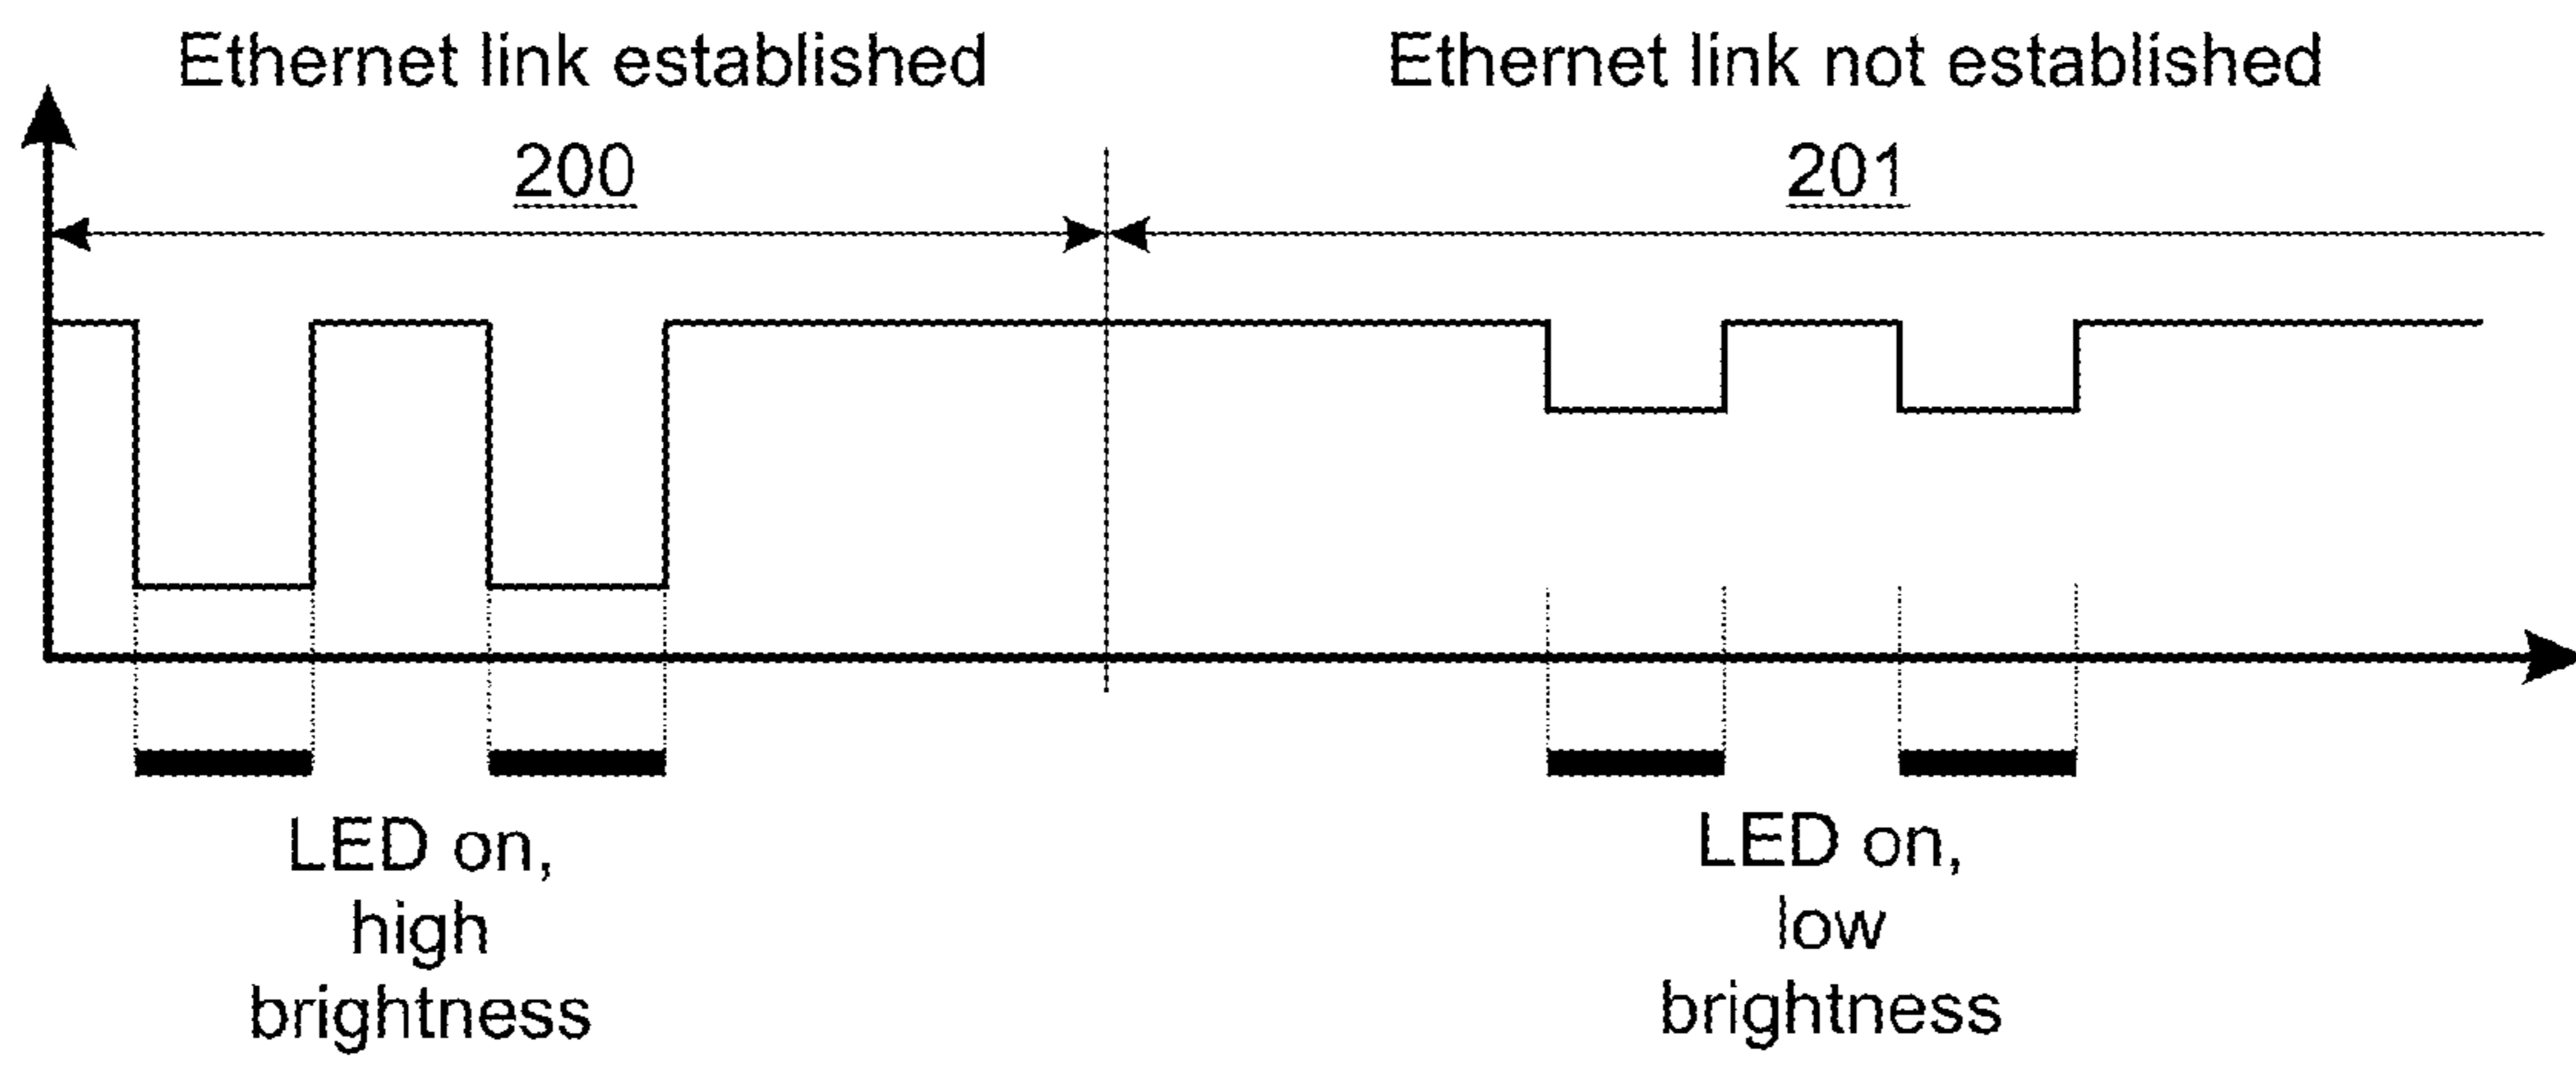 Ethernet link established
200
Ethernet link not established
201
LED on,
high
brightness
LED on,
low
brightness